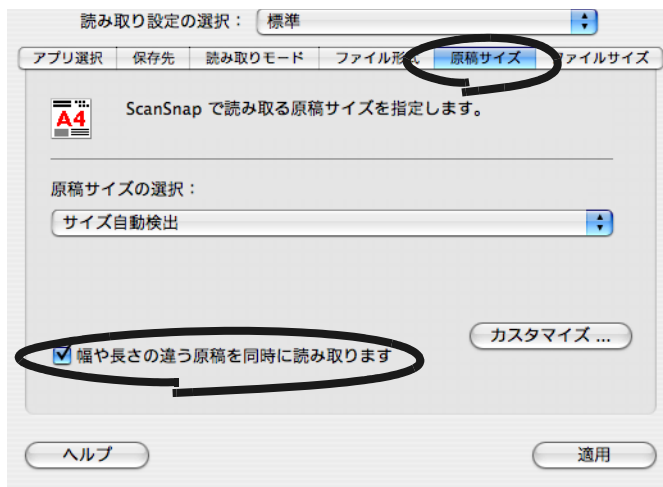 読み取り設定の選択： 標準
アプリ選択 保存先 読み取りモード ファイル形式 原稿サイズ ファイルサイズ
A4
ScanSnap で読み取る原稿サイズを指定します。
原稿サイズの選択：
サイズ自動検出
カスタマイズ ...
幅や長さの違う原稿を同時に読み取ります
ヘルプ 適用